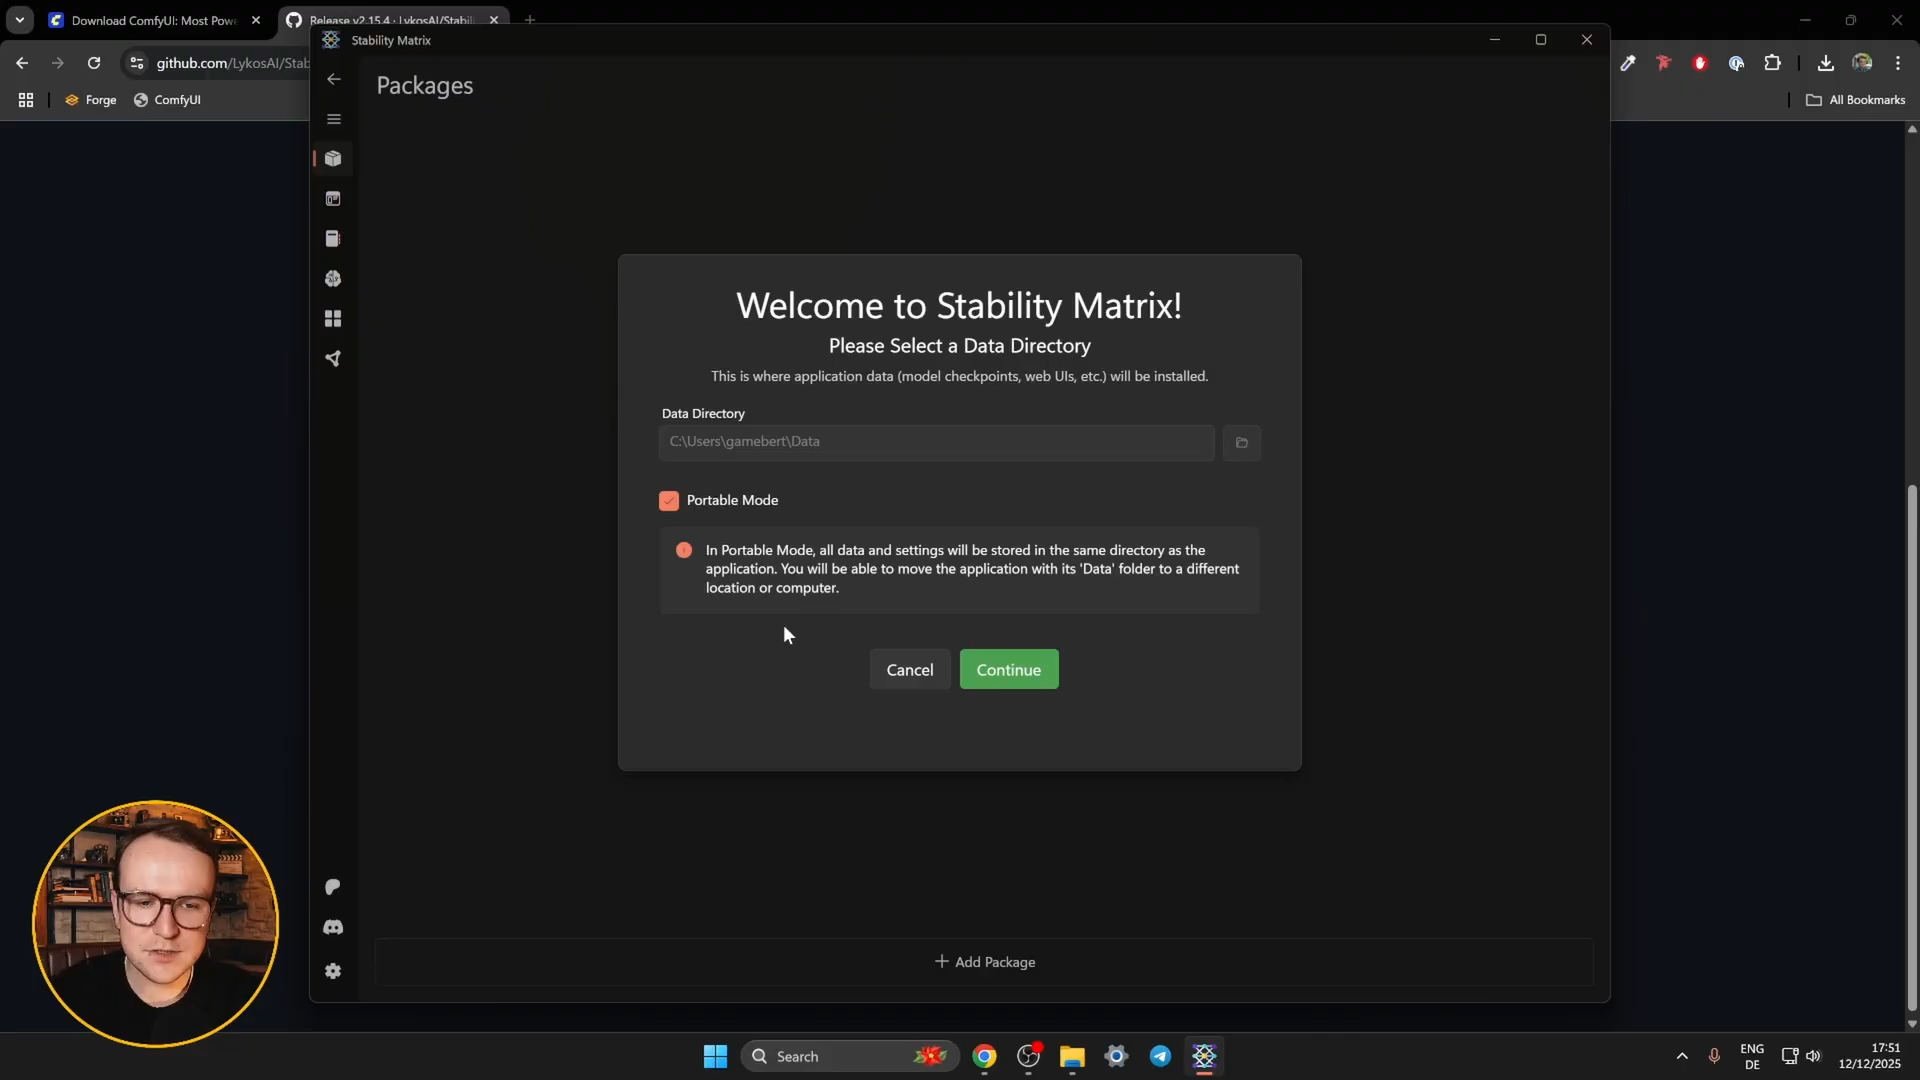 Download ComfyUI: Most Powe
Release v2.15.4 · LykosAI/Stabili
Stability Matrix
github.com/LykosAI/Stab
Forge
ComfyUI
All Bookmarks
Packages
Welcome to Stability Matrix!
Please Select a Data Directory
This is where application data (model checkpoints, web UIs, etc.) will be installed.
Data Directory
C:\Users\gamebert\Data
Portable Mode
In Portable Mode, all data and settings will be stored in the same directory as the
application. You will be able to move the application with its 'Data' folder to a different
location or computer.
Cancel
Continue
+ Add Package
Search
ENG
DE
17:51
12/12/2025